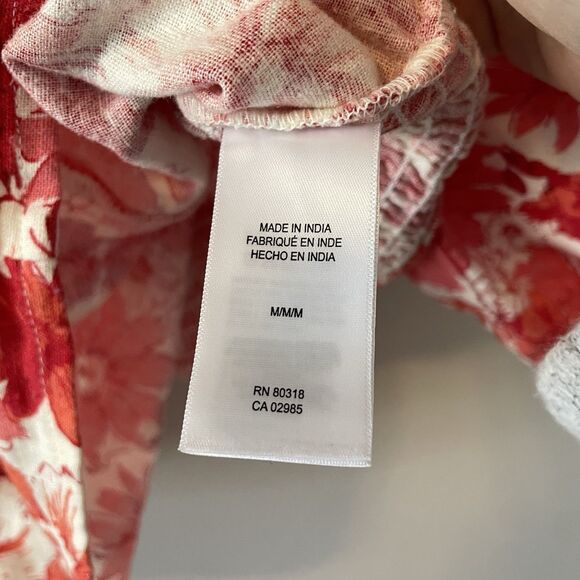 MADE IN INDIA
FABRIQUÉ EN INDE
HECHO EN INDIA
M/M/M
RN 80318
CA 02985